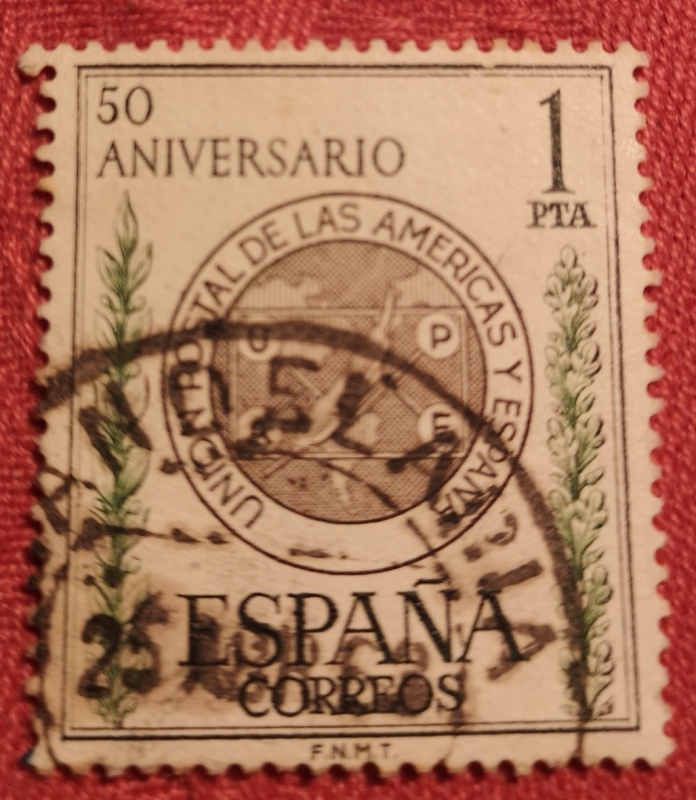 50
ANIVERSARIO
1
PTA
UNION POSTAL DE LAS AMERICAS Y ESPAÑA
U P
A E
ESPAÑA
CORREOS
F.N.M.T.